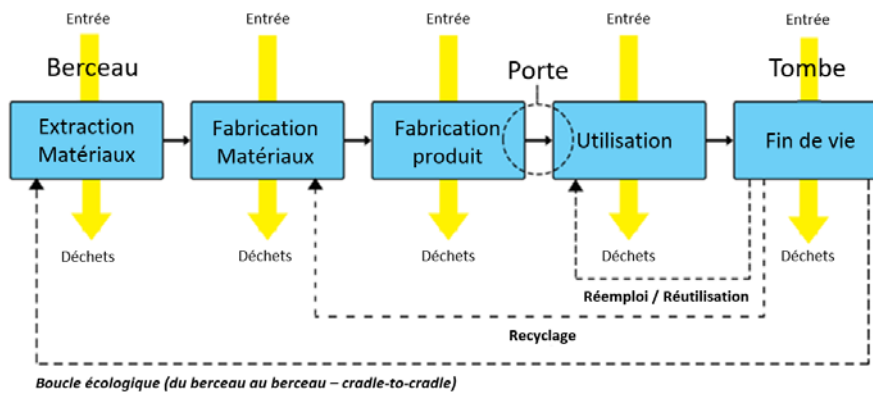 Entrée
Entrée
Entrée
Entrée
Entrée
Berceau
Porte
Tombe
Extraction
Matériaux
Fabrication
Matériaux
Fabrication
produit
Utilisation
Fin de vie
Déchets
Déchets
Déchets
Déchets
Déchets
Réemploi / Réutilisation
Recyclage
Boucle écologique (du berceau au berceau – cradle-to-cradle)